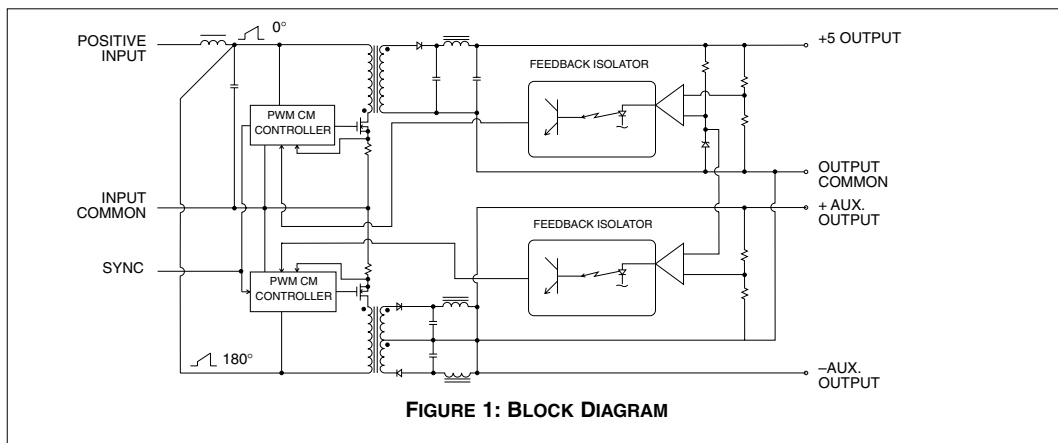 POSITIVE
INPUT
0°
+5 OUTPUT
FEEDBACK ISOLATOR
PWM CM
CONTROLLER
OUTPUT
COMMON
INPUT
COMMON
+ AUX.
OUTPUT
FEEDBACK ISOLATOR
SYNC
PWM CM
CONTROLLER
180°
–AUX.
OUTPUT
FIGURE 1: BLOCK DIAGRAM